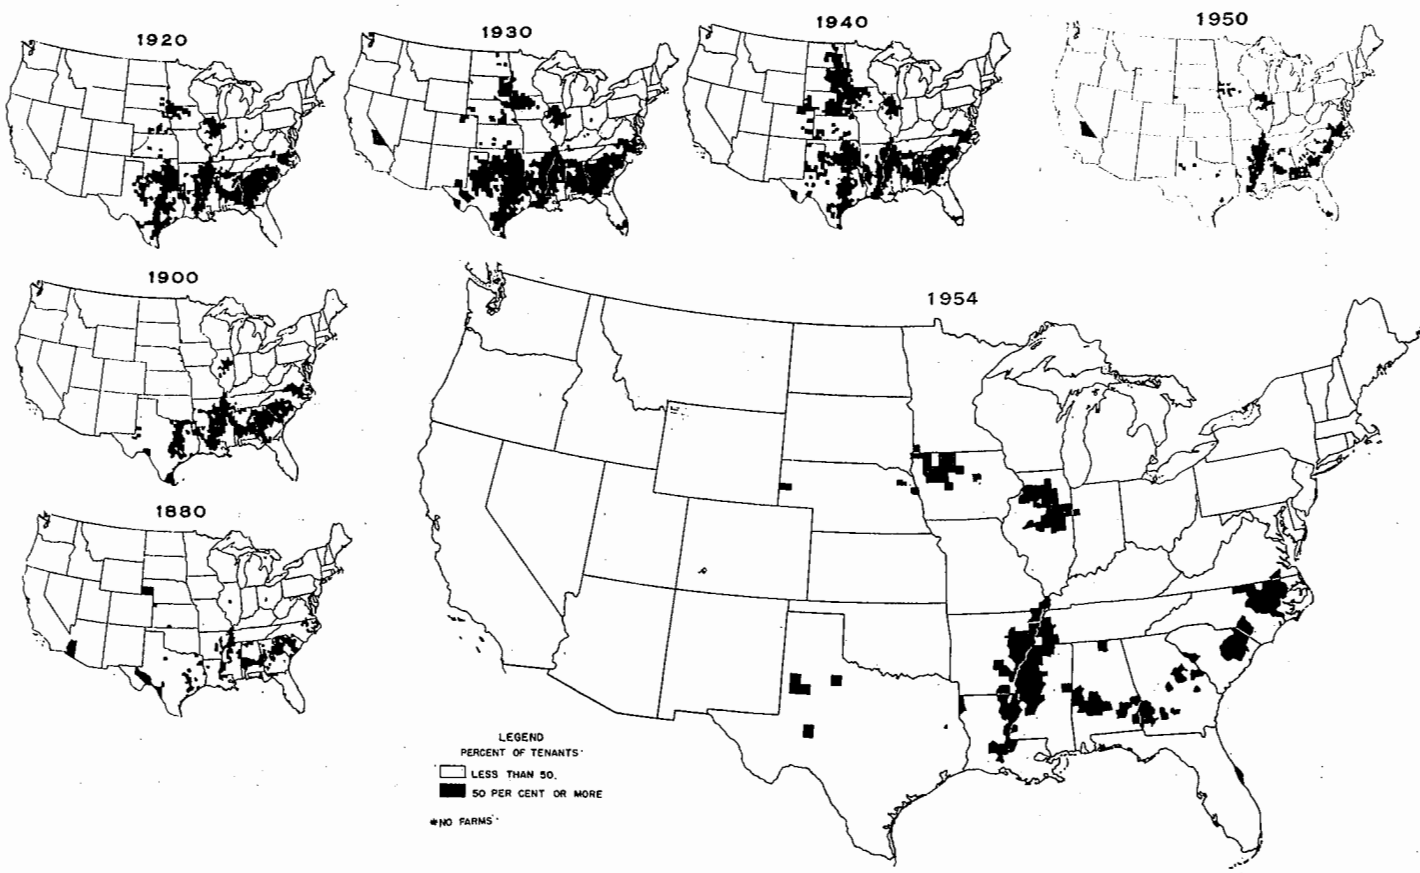 1920
1930
1940
1950
1900
1954
1880
LEGEND
PERCENT OF TENANTS
LESS THAN 50.
50 PER CENT OR MORE
*NO FARMS